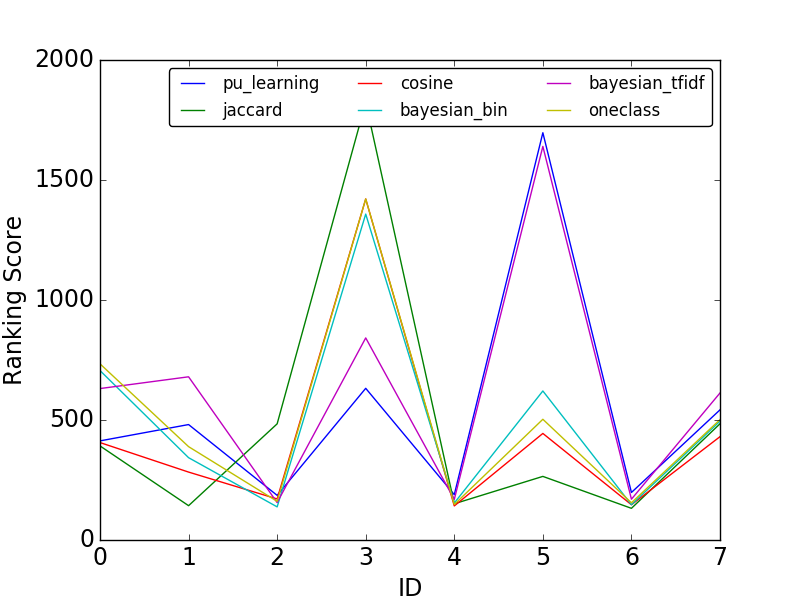 2000
pu_learning cosine bayesian_tfidf
jaccard bayesian_bin oneclass
1500
1000
500
0
Ranking Score
0 1 2 3 4 5 6 7
ID